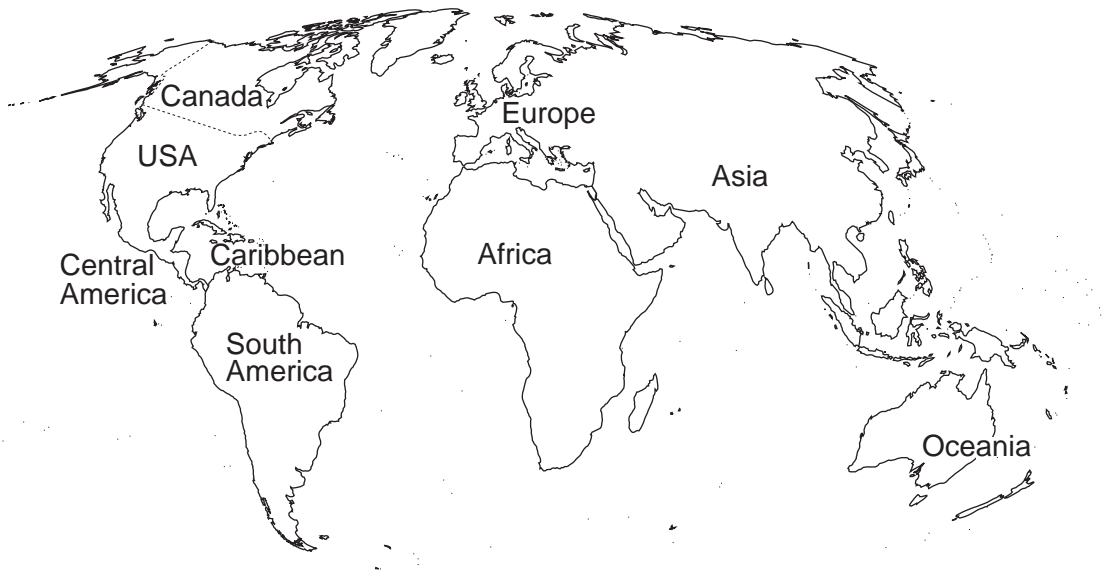 Canada
Europe
USA
Asia
Central
America
Caribbean
Africa
South
America
Oceania